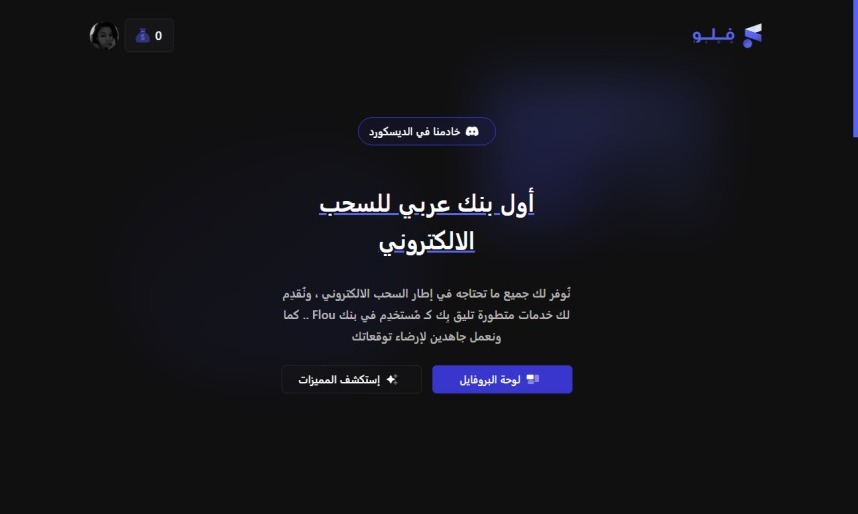 فلو
0
خادمنا في الديسكورد
أول بنك عربي للسحب
الالكتروني
نُوفر لك جميع ما تحتاجه في إطار السحب الالكتروني ، ونُقدِم
لك خدمات متطورة تليق بِك كـ مُستخدِم في بنك Flou .. كما
ونعمل جاهدين لإرضاء توقعاتك
لوحة البروفايل
إستكشف المميزات